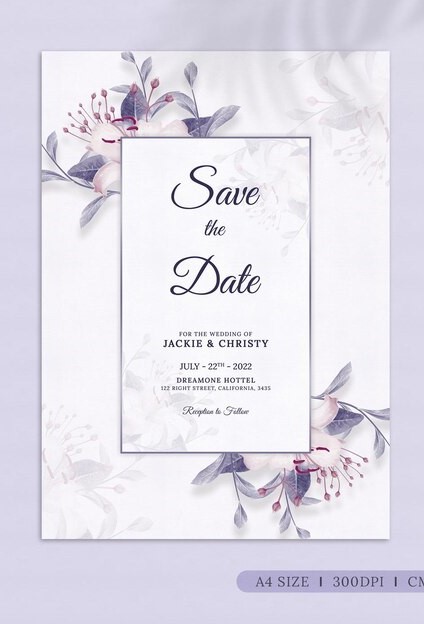 Save
the
Date
FOR THE WEDDING OF
JACKIE & CHRISTY
JULY - 22TH - 2022
DREAMONE HOTTEL
122 RIGHT STREET, CALIFORNIA, 3435
Reception to Follow
A4 SIZE | 300DPI | CM